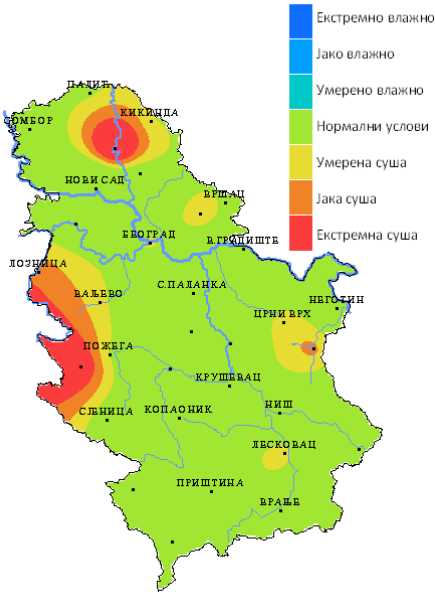 Екстремно влажно
Јако влажно
Умерено влажно
Нормални услови
Умерена суша
Јака суша
Екстремна суша
ПАЛИЋ
СОМБОР
КИКИНДА
НОВИ САД
ВРШАЦ
БЕОГРАД
В.ГРАДИШТЕ
ЛОЗНИЦА
ВАЉЕВО
С.ПАЛАНКА
НЕГОТИН
ЦРНИ ВРХ
ПОЖЕГА
КРУШЕВАЦ
СЈЕНИЦА
КОПАОНИК
НИШ
ЛЕСКОВАЦ
ПРИШТИНА
ВРАЊЕ